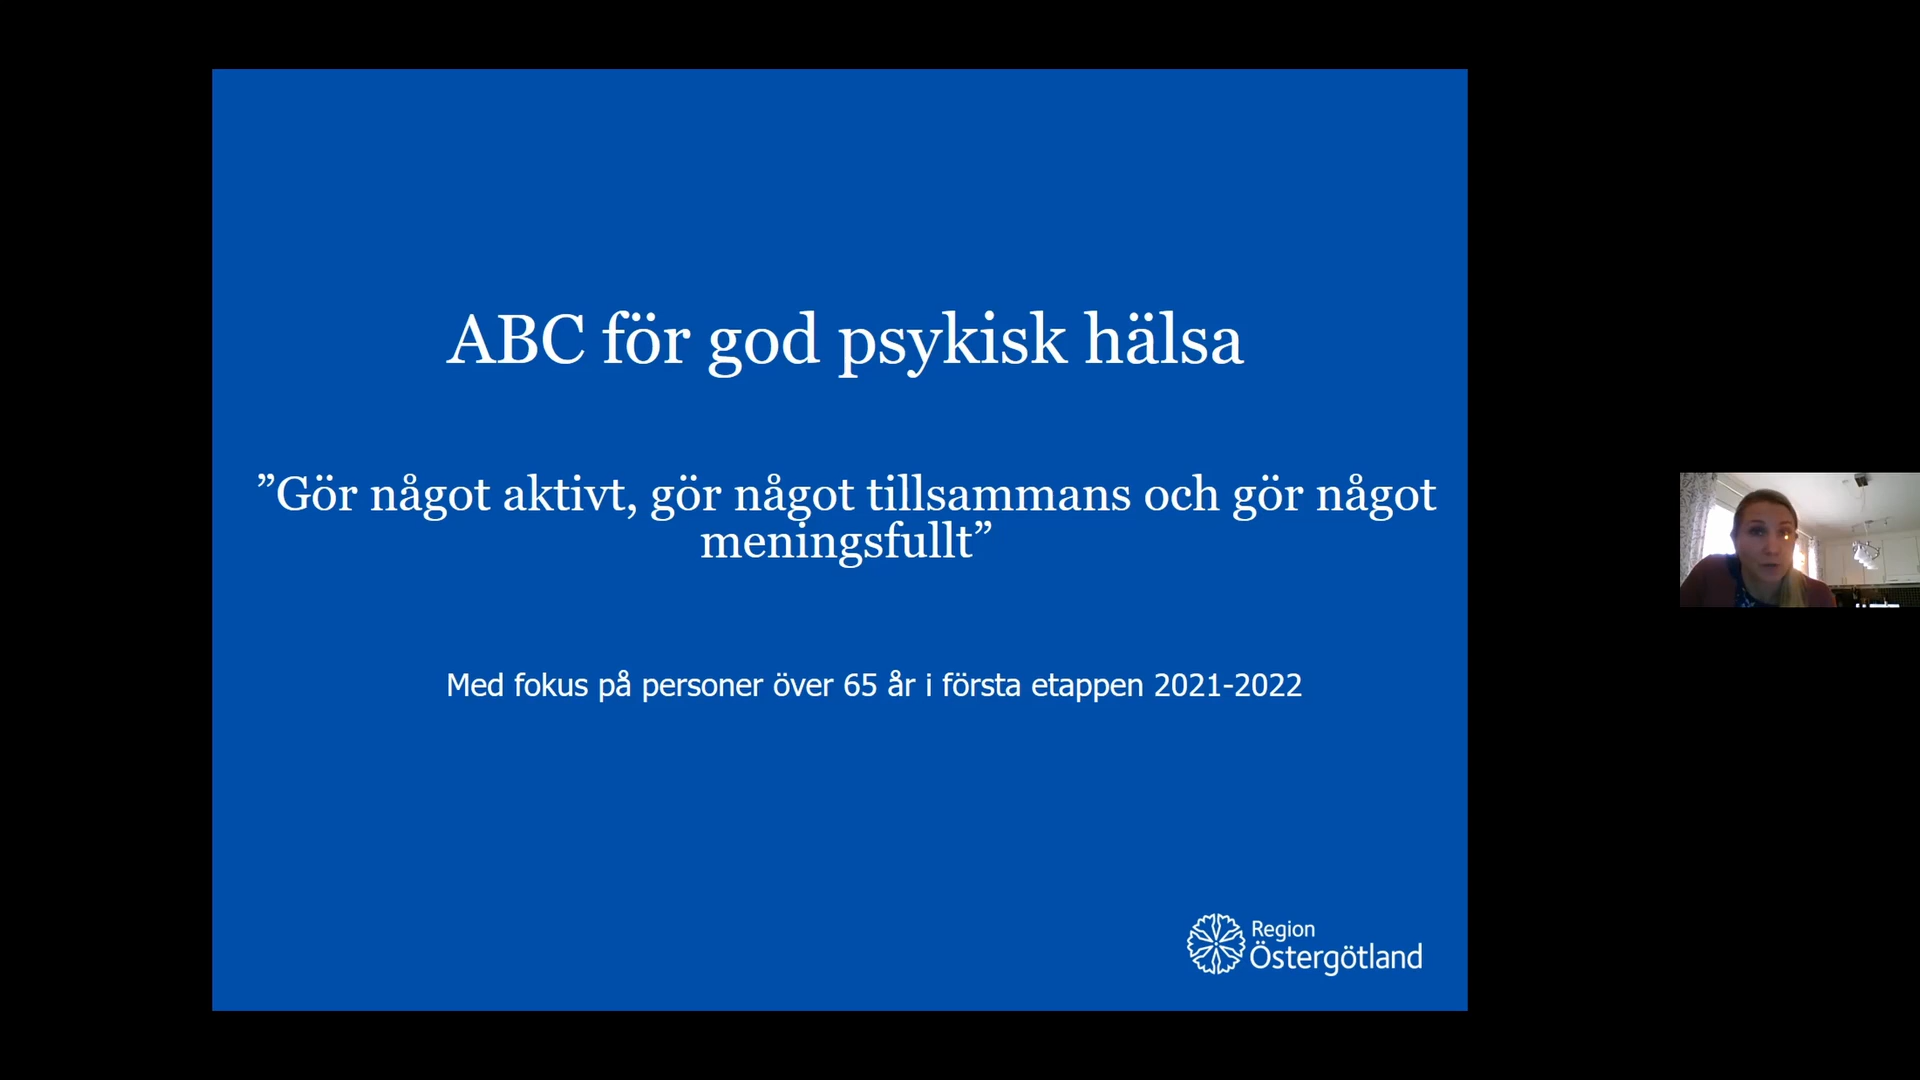 ABC för god psykisk hälsa
”Gör något aktivt, gör något tillsammans och gör något
meningsfullt”
Med fokus på personer över 65 år i första etappen 2021-2022
Region
Östergötland